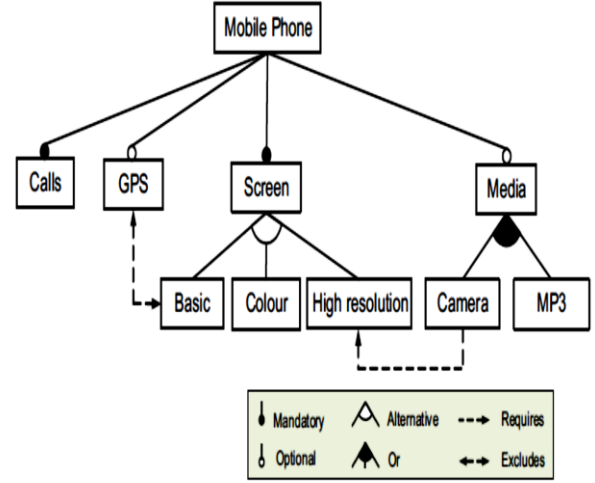 Mobile Phone
Calls GPS Screen Media
Basic Colour High resolution Camera MP3
Mandatory Alternative Requires
Optional Or Excludes